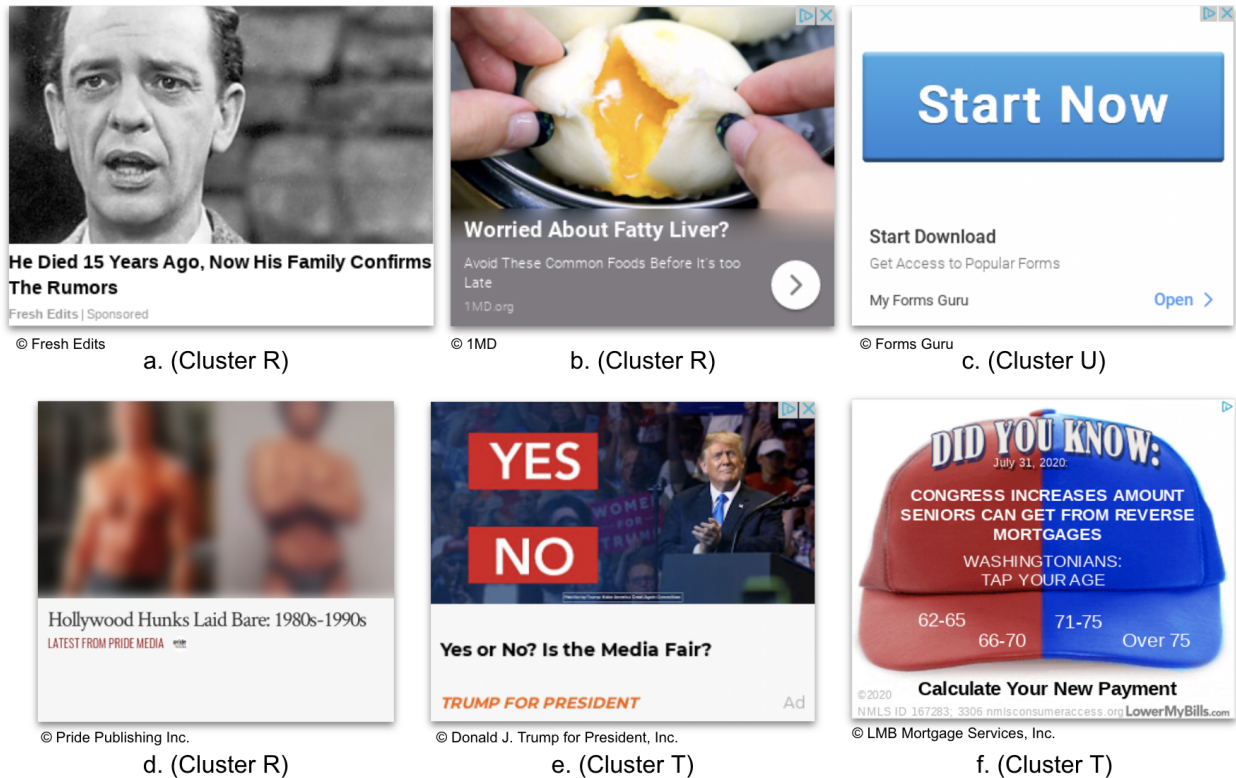 He Died 15 Years Ago, Now His Family Confirms
The Rumors
Fresh Edits | Sponsored
© Fresh Edits
a. (Cluster R)
Worried About Fatty Liver?
Avoid These Common Foods Before It's too
Late
1MD.org
© 1MD
b. (Cluster R)
Start Now
Start Download
Get Access to Popular Forms
My Forms Guru
Open
© Forms Guru
c. (Cluster U)
Hollywood Hunks Laid Bare: 1980s-1990s
LATEST FROM PRIDE MEDIA
pride
© Pride Publishing Inc.
d. (Cluster R)
YES
NO
WOMEN
FOR
TRUMP
Yes or No? Is the Media Fair?
TRUMP FOR PRESIDENT
Ad
© Donald J. Trump for President, Inc.
e. (Cluster T)
DID YOU KNOW:
July 31, 2020:
CONGRESS INCREASES AMOUNT
SENIORS CAN GET FROM REVERSE
MORTGAGES
WASHINGTONIANS:
TAP YOUR AGE
62-65
66-70
71-75
Over 75
©2020
Calculate Your New Payment
NMLS ID 167283; 3306 nmlsconsumeraccess.org LowerMyBills.com
© LMB Mortgage Services, Inc.
f. (Cluster T)